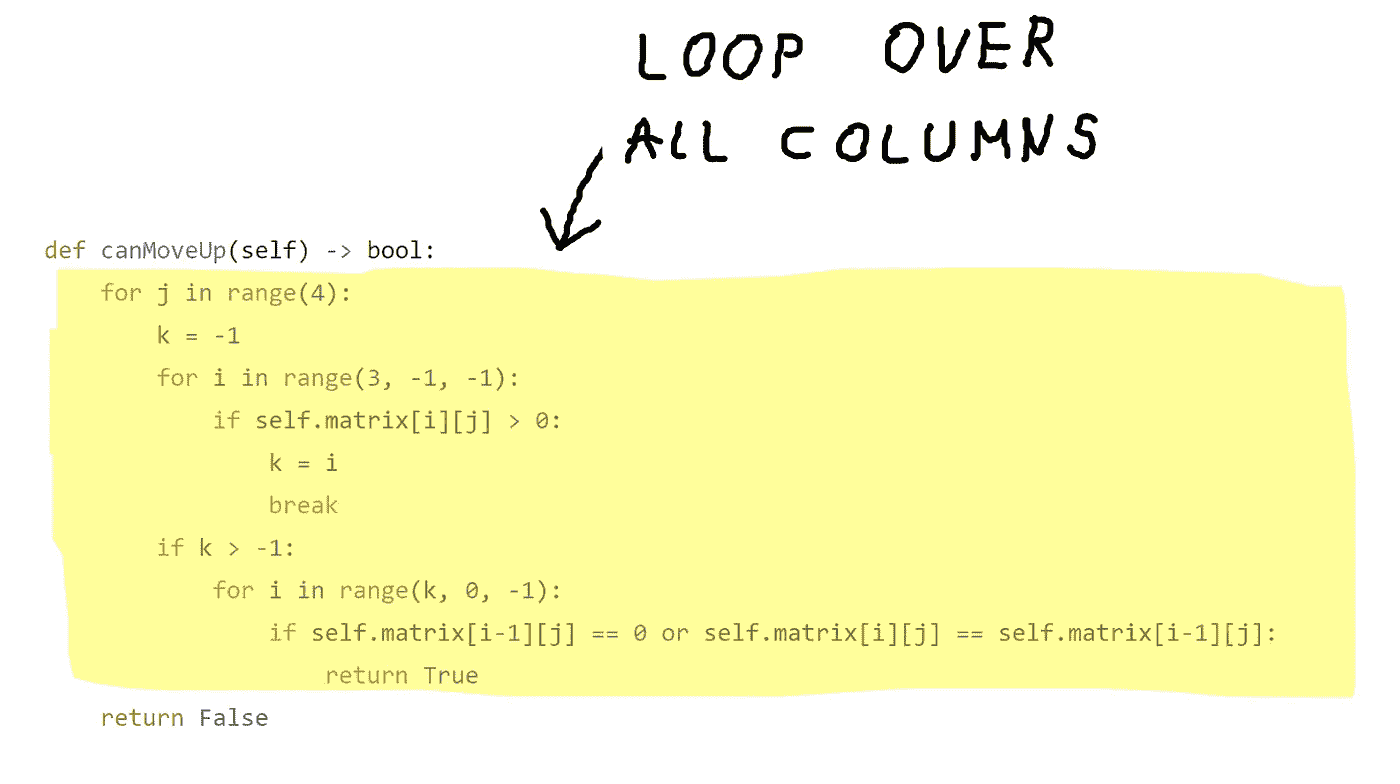 LOOP OVER
ALL COLUMNS
def canMoveUp(self) -> bool:
    for j in range(4):
        k = -1
        for i in range(3, -1, -1):
            if self.matrix[i][j] > 0:
                k = i
                break
        if k > -1:
            for i in range(k, 0, -1):
                if self.matrix[i-1][j] == 0 or self.matrix[i][j] == self.matrix[i-1][j]:
                    return True
    return False